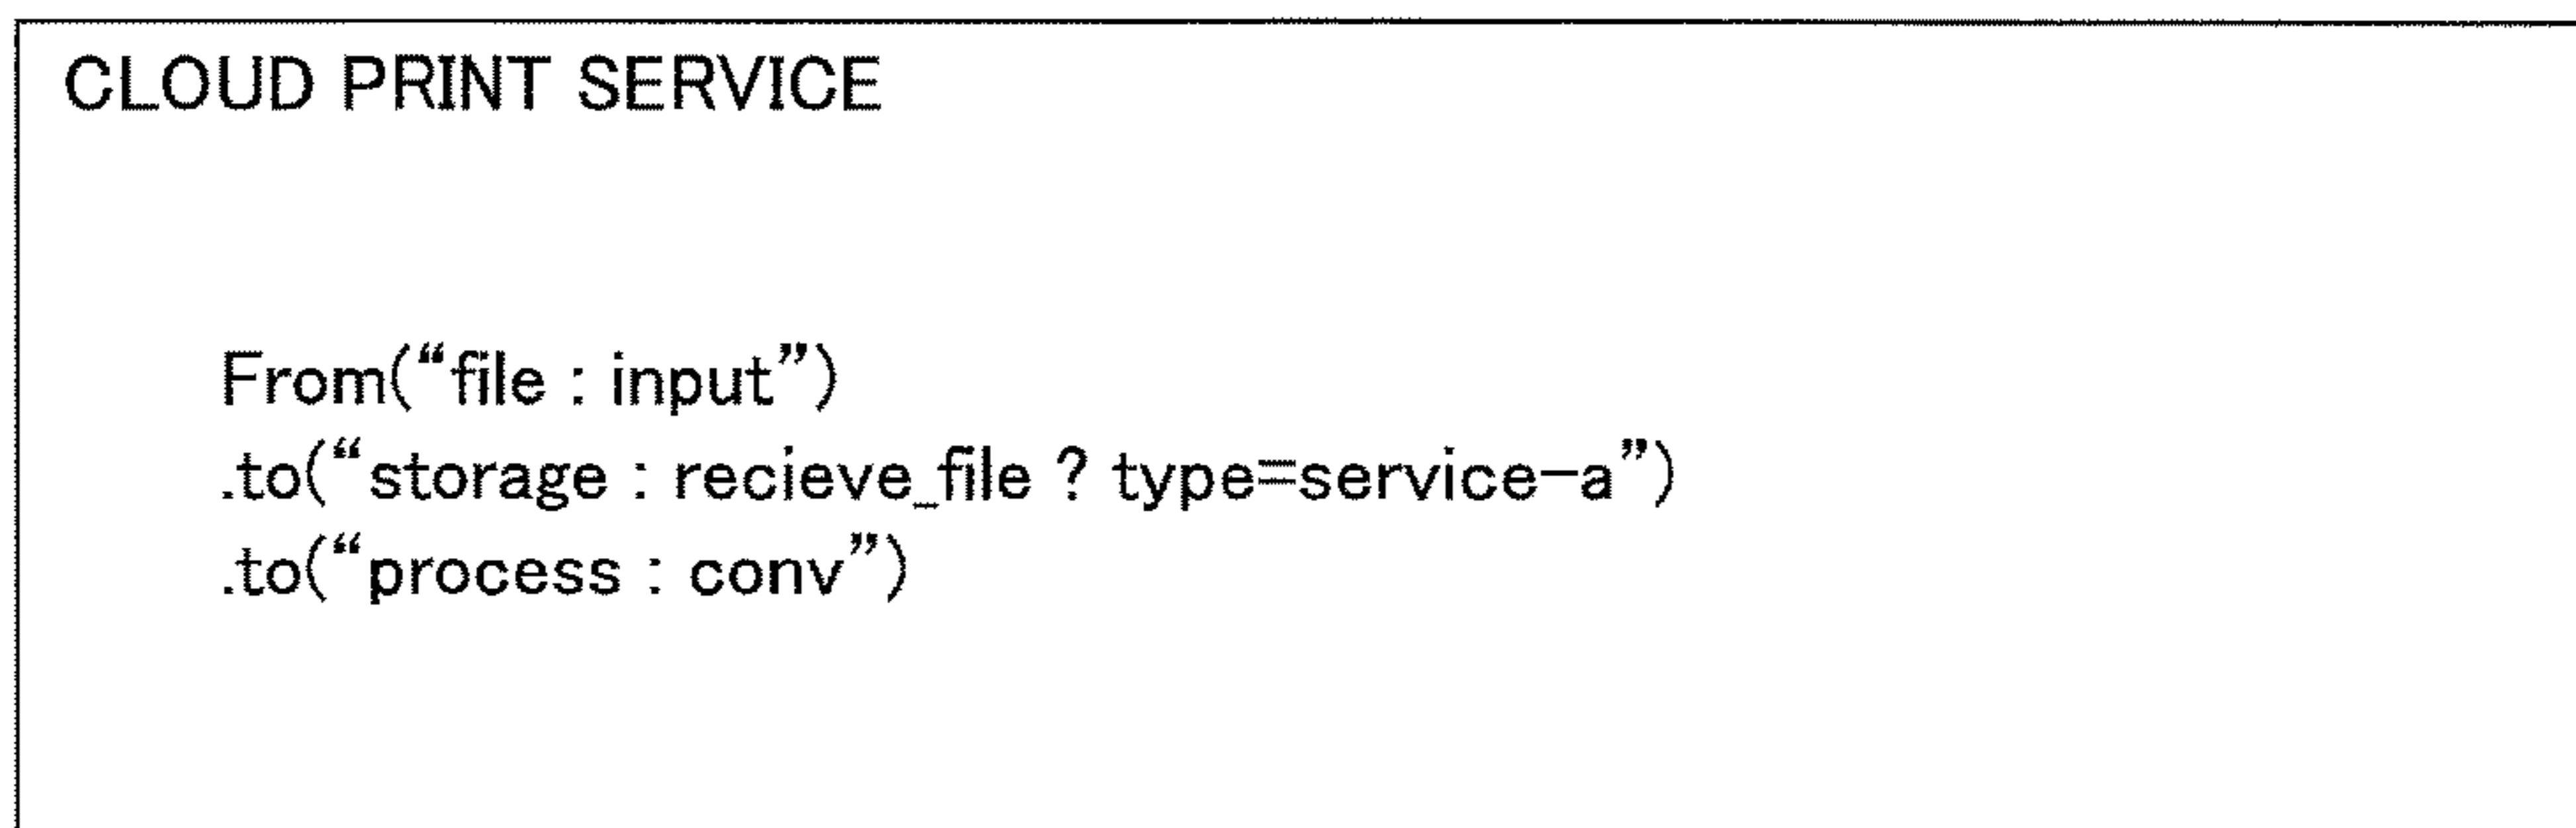 CLOUD PRINT SERVICE
From(“file : input”)
.to(“storage : recieve_file ? type=service-a”)
.to(“process : conv”)